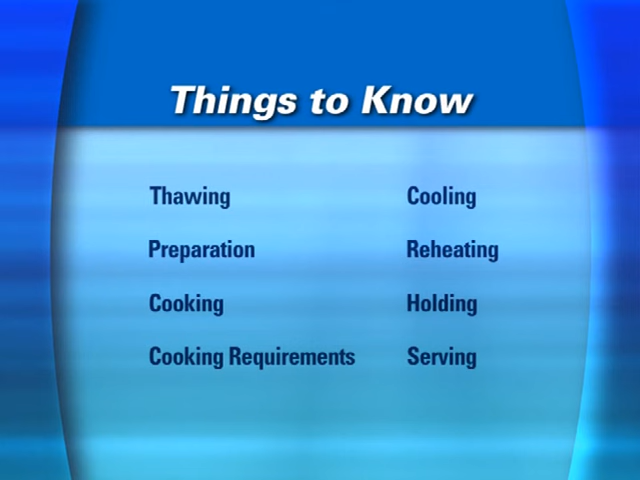 Things to Know
Thawing
Preparation
Cooking
Cooking Requirements
Cooling
Reheating
Holding
Serving